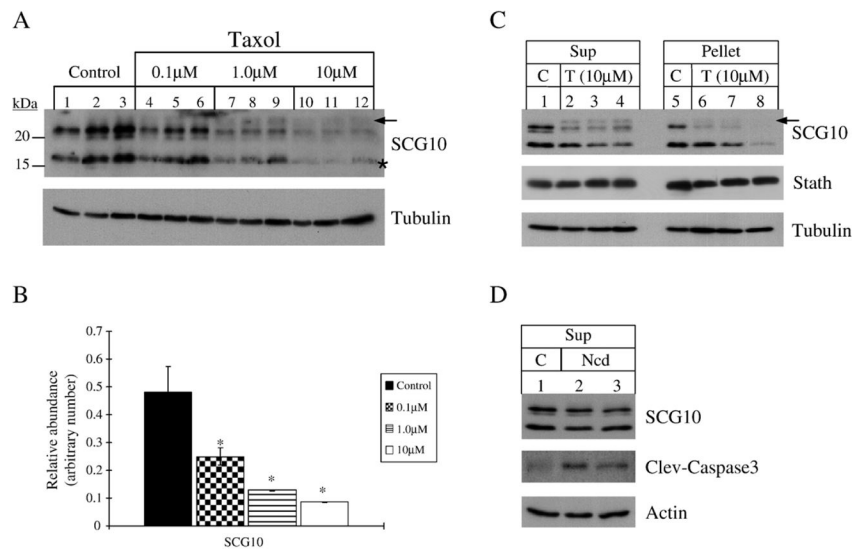 A
Taxol
Control 0.1µM 1.0µM 10µM
kDa
1 2 3 4 5 6 7 8 9 10 11 12
20
SCG10
15
*
Tubulin
B
Relative abundance
(arbitrary number)
0.7
0.6
0.5
0.4
0.3
0.2
0.1
0
* * *
SCG10
Control
0.1µM
1.0µM
10µM
C
Sup Pellet
C T (10µM) C T (10µM)
1 2 3 4 5 6 7 8
SCG10
Stath
Tubulin
D
Sup
C Ncd
1 2 3
SCG10
Clev-Caspase3
Actin